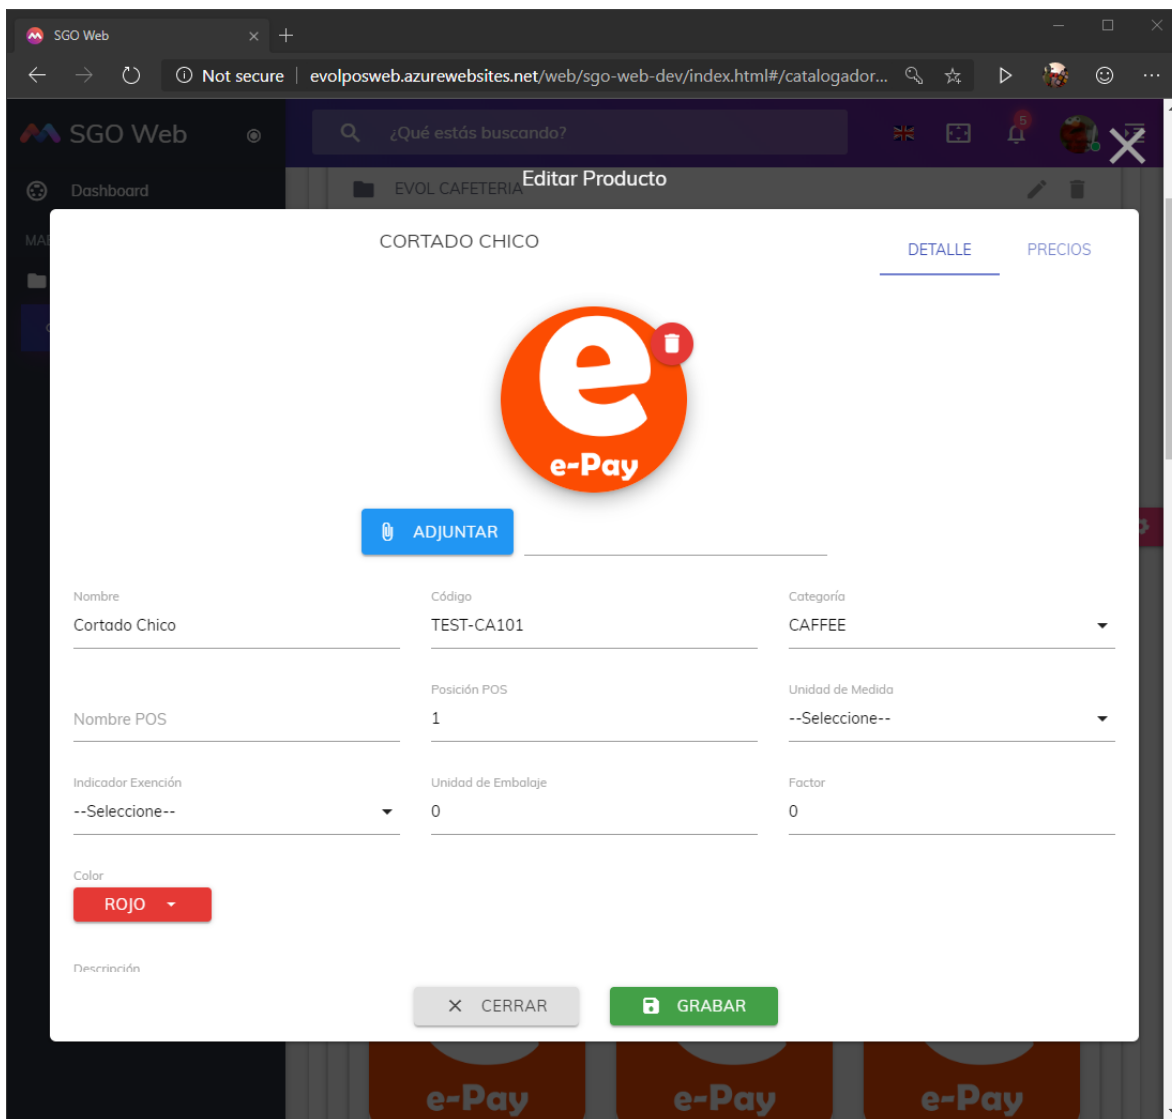 SGO Web
Not secure
evolposweb.azurewebsites.net/web/sgo-web-dev/index.html#/catalogador...
SGO Web
¿Qué estás buscando?
5
Dashboard
EVOL CAFETERIA
Editar Producto
CORTADO CHICO
DETALLE
PRECIOS
e
e-Pay
ADJUNTAR
Nombre
Código
Categoría
Cortado Chico
TEST-CA101
CAFFEE
Posición POS
Unidad de Medida
Nombre POS
1
--Seleccione--
Indicador Exención
Unidad de Embalaje
Factor
--Seleccione--
0
0
Color
ROJO
Descripción
CERRAR
GRABAR
e-Pay
e-Pay
e-Pay